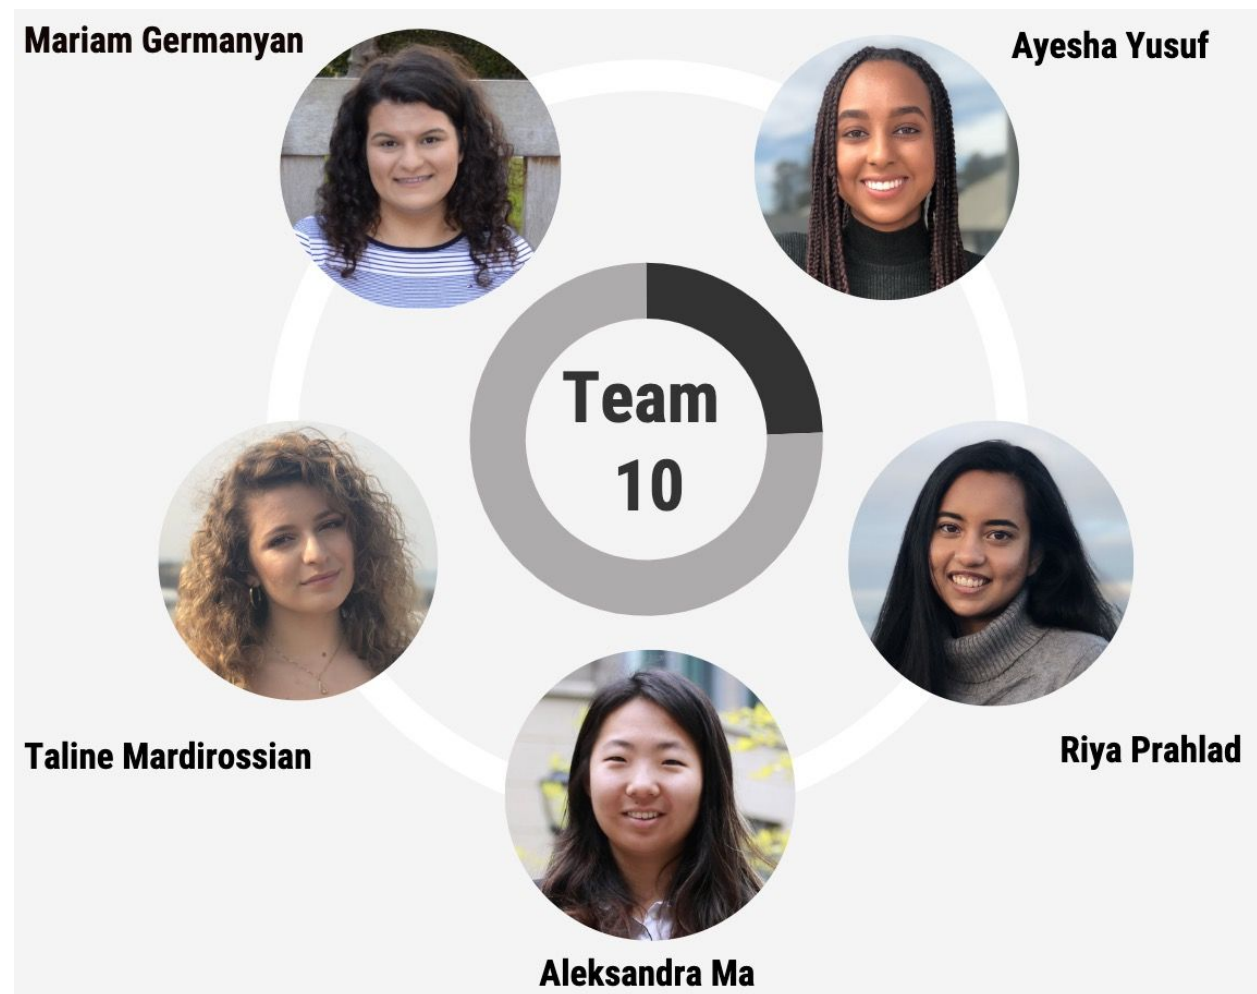 Mariam Germanyan
Ayesha Yusuf
Team
10
Taline Mardirossian
Riya Prahlad
Aleksandra Ma